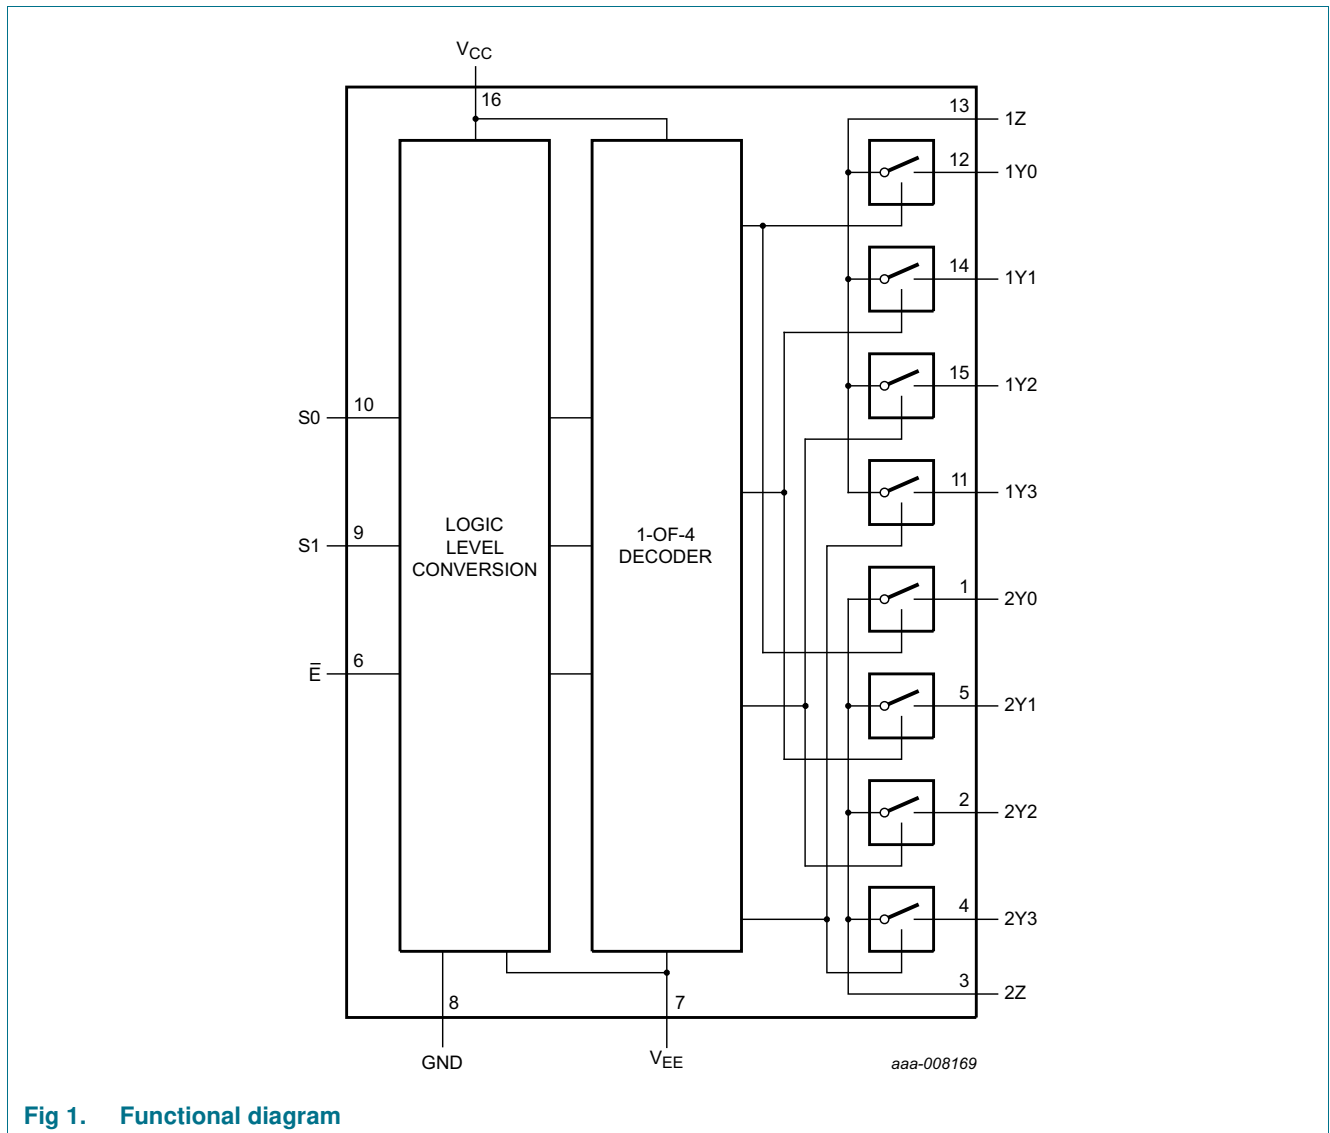 VCC
16
13
1Z
12
1Y0
14
1Y1
15
1Y2
S0
10
11
1Y3
LOGIC
LEVEL
CONVERSION
1-OF-4
DECODER
S1
9
1
2Y0
E̅
6
5
2Y1
2
2Y2
4
2Y3
3
2Z
8
7
GND
VEE
aaa-008169
Fig 1. Functional diagram